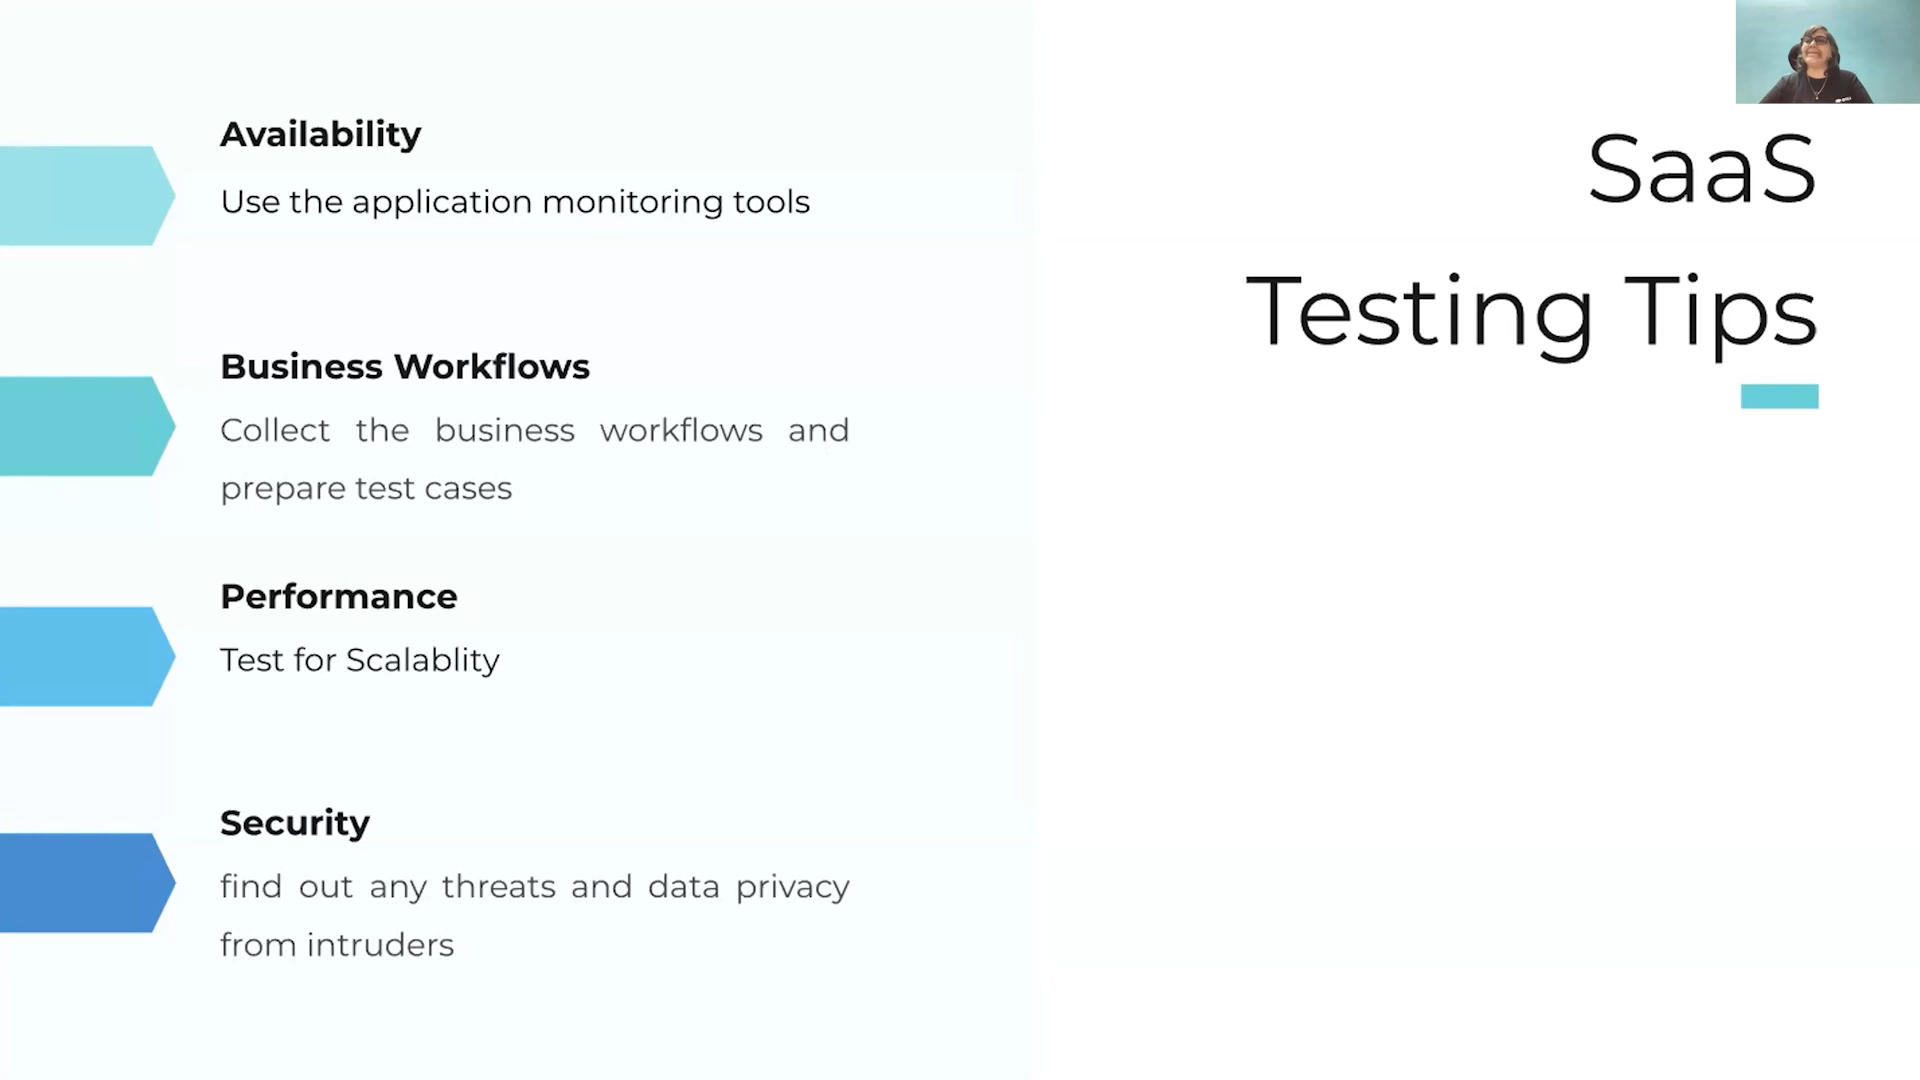 Availability
Use the application monitoring tools
Business Workflows
Collect the business workflows and
prepare test cases
Performance
Test for Scalablity
Security
find out any threats and data privacy
from intruders
SaaS
Testing Tips